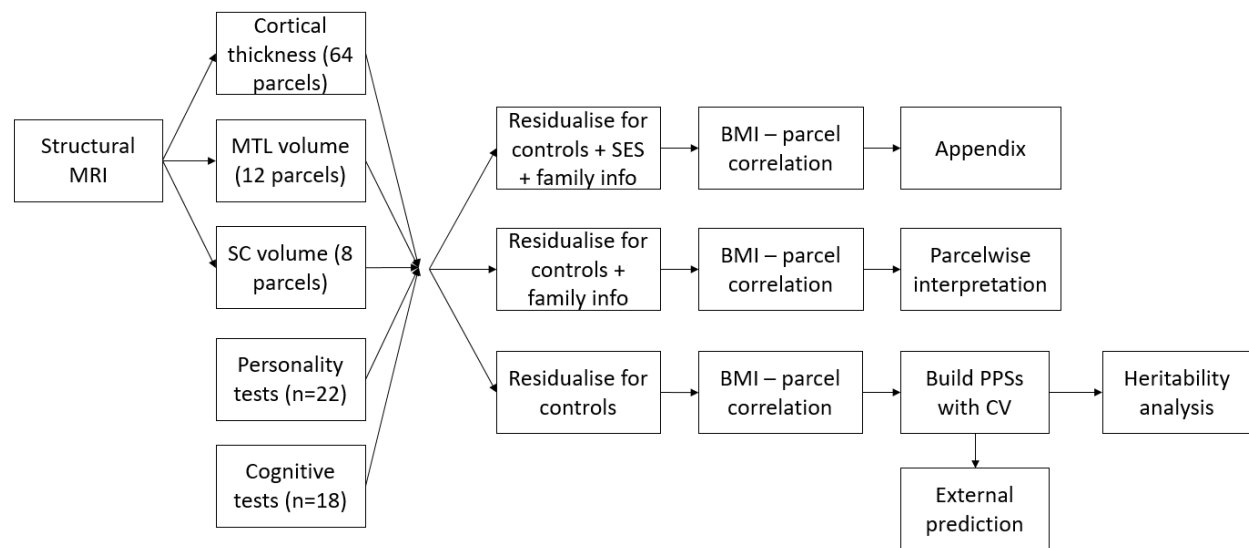 Structural
MRI
Cortical
thickness (64
parcels)
MTL volume
(12 parcels)
SC volume (8
parcels)
Personality
tests (n=22)
Cognitive
tests (n=18)
Residualise for
controls + SES
+ family info
BMI – parcel
correlation
Appendix
Residualise for
controls +
family info
BMI – parcel
correlation
Parcelwise
interpretation
Residualise for
controls
BMI – parcel
correlation
Build PPSs
with CV
Heritability
analysis
External
prediction